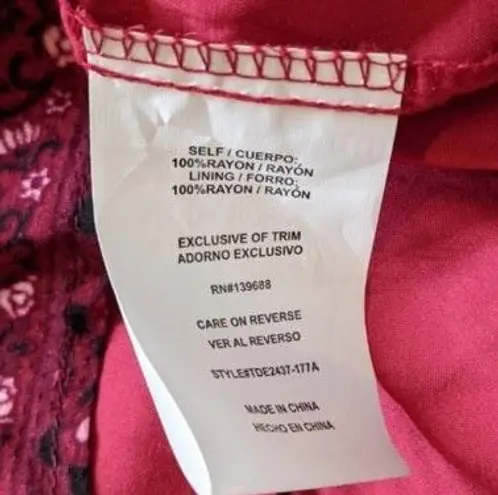 SELF / CUERPO:
100%RAYON / RAYÓN
LINING / FORRO:
100%RAYON / RAYÓN
EXCLUSIVE OF TRIM
ADORNO EXCLUSIVO
RN#139688
CARE ON REVERSE
VER AL REVERSO
STYLE#TDE2437-177A
MADE IN CHINA
HECHO EN CHINA